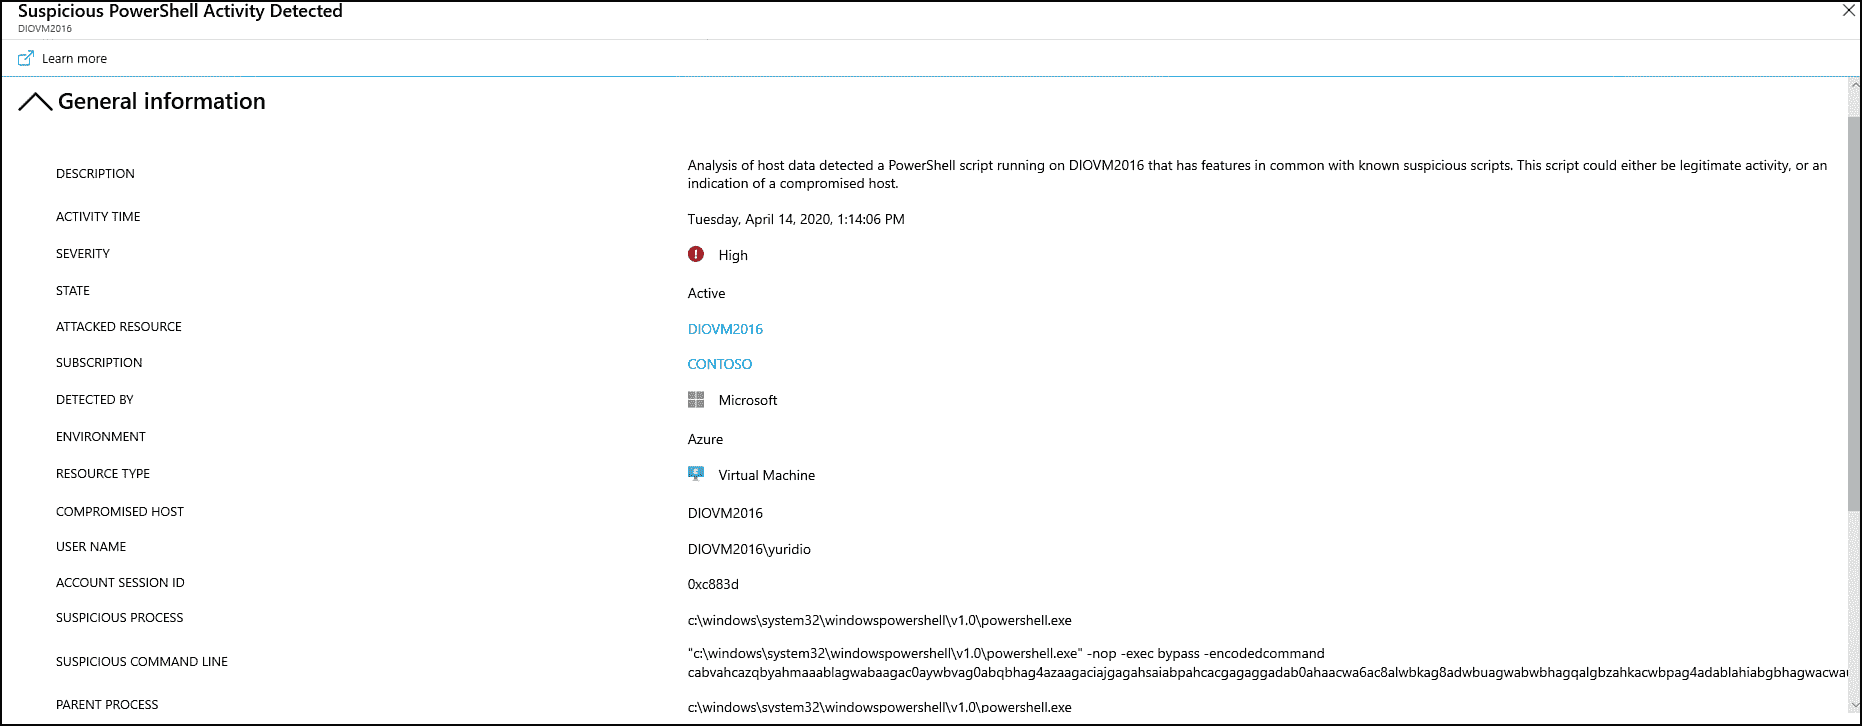 Suspicious PowerShell Activity Detected
DIOVM2016
Learn more
General information
DESCRIPTION
Analysis of host data detected a PowerShell script running on DIOVM2016 that has features in common with known suspicious scripts. This script could either be legitimate activity, or an
indication of a compromised host.
ACTIVITY TIME
Tuesday, April 14, 2020, 1:14:06 PM
SEVERITY
High
STATE
Active
ATTACKED RESOURCE
DIOVM2016
SUBSCRIPTION
CONTOSO
DETECTED BY
Microsoft
ENVIRONMENT
Azure
RESOURCE TYPE
Virtual Machine
COMPROMISED HOST
DIOVM2016
USER NAME
DIOVM2016\yuridio
ACCOUNT SESSION ID
0xc883d
SUSPICIOUS PROCESS
c:\windows\system32\windowspowershell\v1.0\powershell.exe
SUSPICIOUS COMMAND LINE
"c:\windows\system32\windowspowershell\v1.0\powershell.exe" -nop -exec bypass -encodedcommand
cabvahcazqbyahmaaablagwabaagac0aywbvag0abqbhag4azaagaciajgagahsaiabpahcacgagaggadab0ahaacwa6ac8alwbkag8adwbuagwabwbhagqalgbzahkacwbpag4adablahiabgbhagwacwau
PARENT PROCESS
c:\windows\system32\windowspowershell\v1.0\powershell.exe